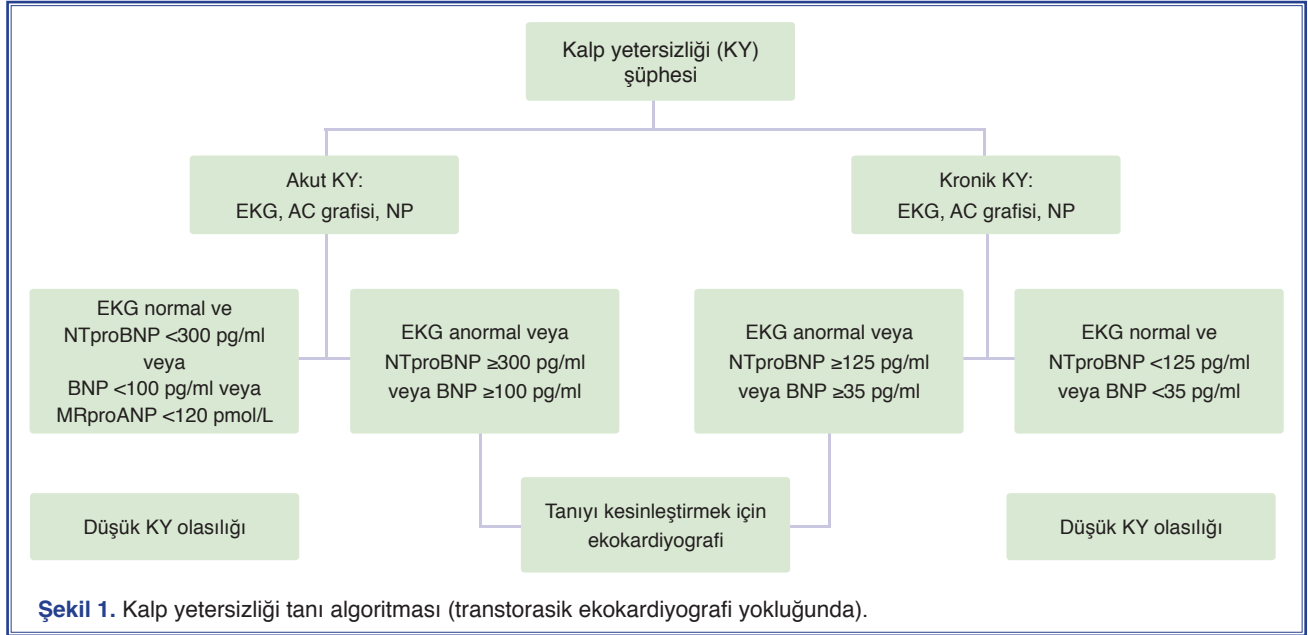 Kalp yetersizliği (KY)
şüphesi
Akut KY:
EKG, AC grafisi, NP
Kronik KY:
EKG, AC grafisi, NP
EKG normal ve
NTproBNP <300 pg/ml
veya
BNP <100 pg/ml veya
MRproANP <120 pmol/L
EKG anormal veya
NTproBNP ≥300 pg/ml
veya BNP ≥100 pg/ml
EKG anormal veya
NTproBNP ≥125 pg/ml
veya BNP ≥35 pg/ml
EKG normal ve
NTproBNP <125 pg/ml
veya BNP <35 pg/ml
Düşük KY olasılığı
Tanıyı kesinleştirmek için
ekokardiyografi
Düşük KY olasılığı
Şekil 1. Kalp yetersizliği tanı algoritması (transtorasik ekokardiyografi yokluğunda).